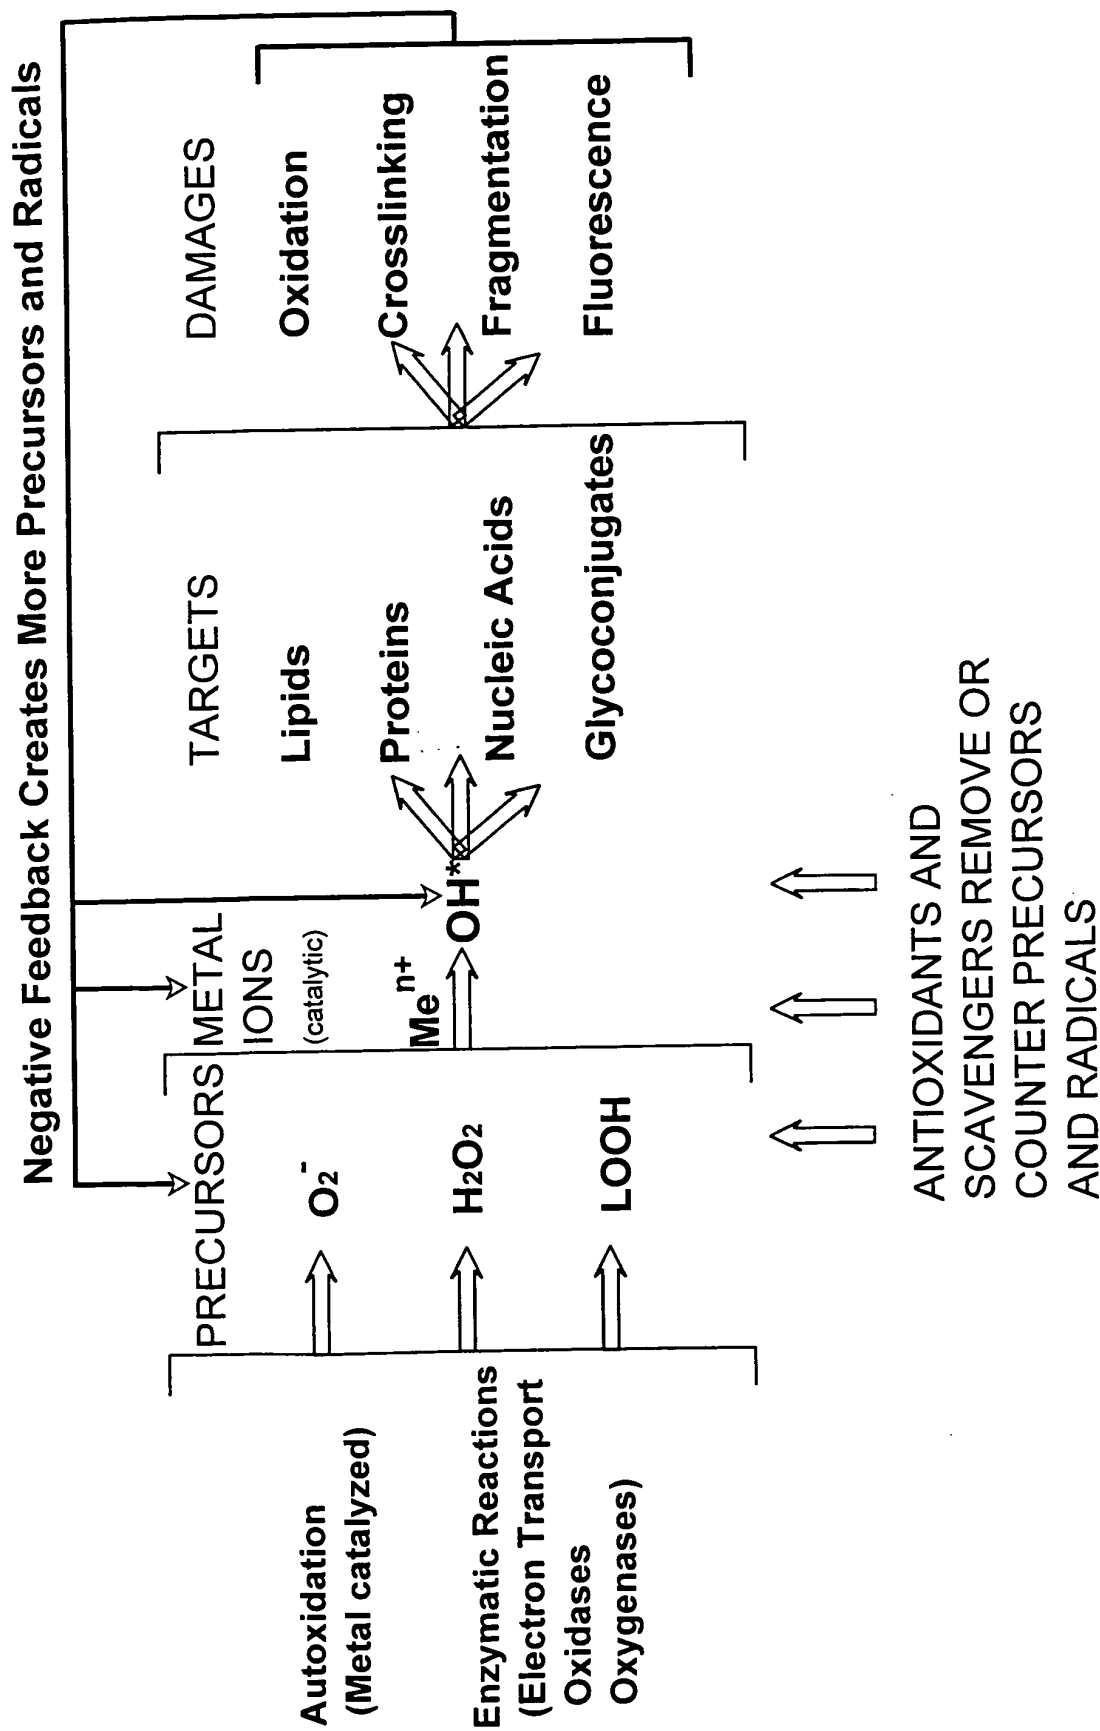 Negative Feedback Creates More Precursors and Radicals
Autoxidation
(Metal catalyzed)
Enzymatic Reactions
(Electron Transport
Oxidases
Oxygenases)
PRECURSORS
O₂⁻
H₂O₂
LOOH
METAL
IONS
(catalytic)
Meⁿ⁺
OH*
TARGETS
Lipids
Proteins
Nucleic Acids
Glycoconjugates
DAMAGES
Oxidation
Crosslinking
Fragmentation
Fluorescence
ANTIOXIDANTS AND
SCAVENGERS REMOVE OR
COUNTER PRECURSORS
AND RADICALS